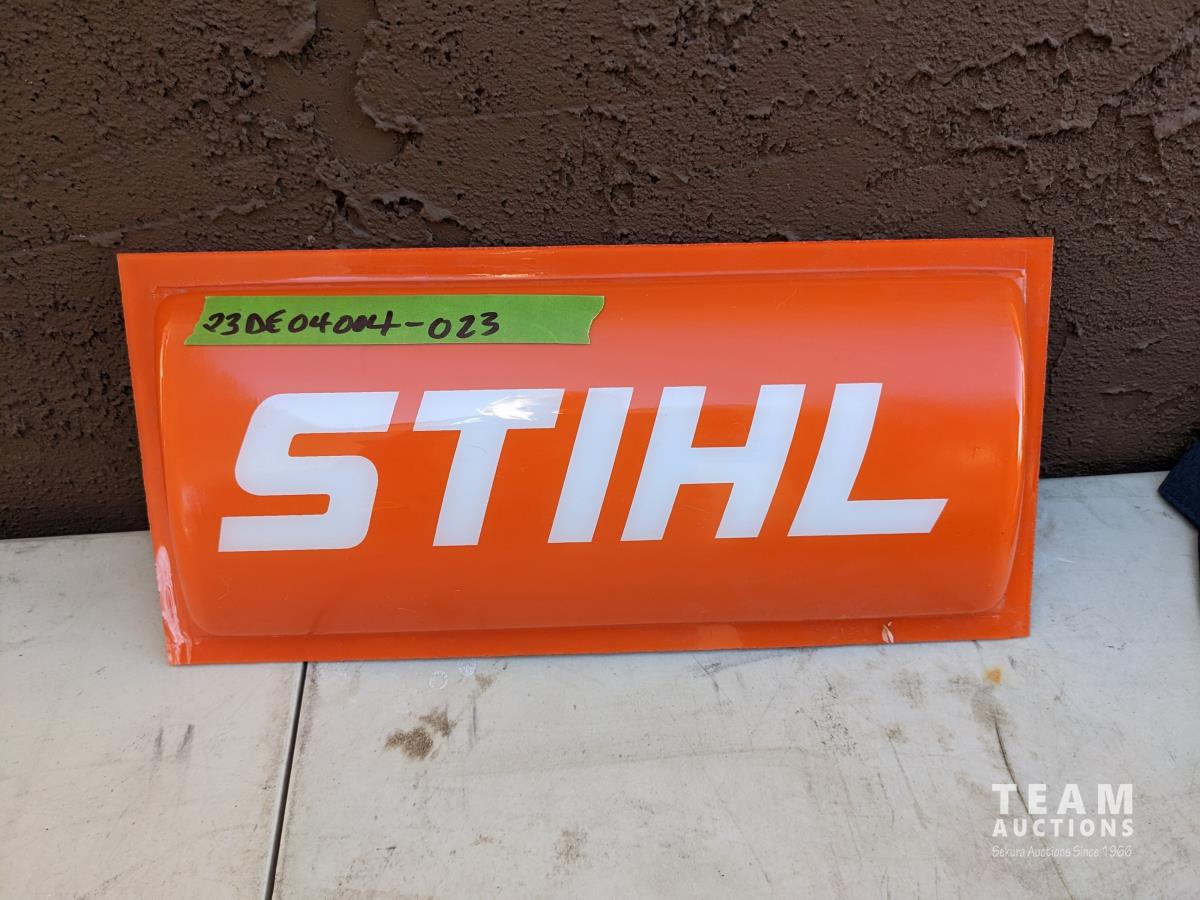 23DE04004-023
STIHL
TEAM
AUCTIONS
Sekura Auctions Since 1966